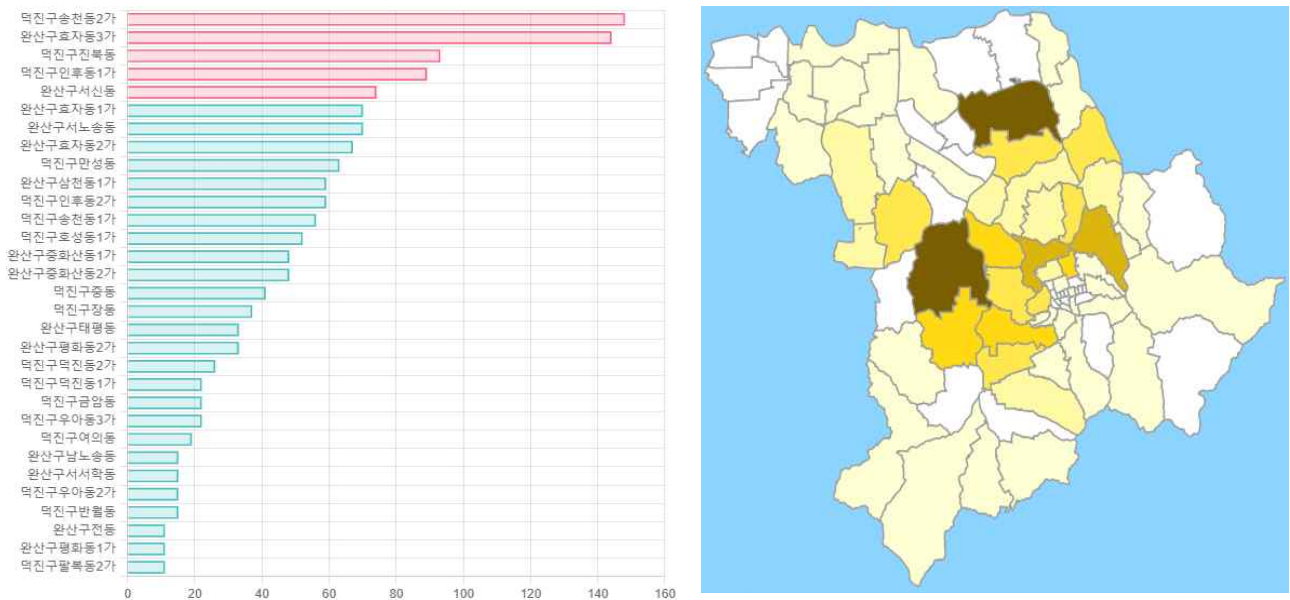 덕진구송천동2가
완산구효자동3가
덕진구진북동
덕진구인후동1가
완산구서신동
완산구효자동1가
완산구서노송동
완산구효자동2가
덕진구만성동
완산구삼천동1가
덕진구인후동2가
덕진구송천동1가
덕진구호성동1가
완산구중화산동1가
완산구중화산동2가
덕진구중동
덕진구장동
완산구태평동
완산구평화동2가
덕진구덕진동2가
덕진구덕진동1가
덕진구금암동
덕진구우아동3가
덕진구여의동
완산구남노송동
완산구서서학동
덕진구우아동2가
덕진구반월동
완산구전동
완산구평화동1가
덕진구팔복동2가
0 20 40 60 80 100 120 140 160